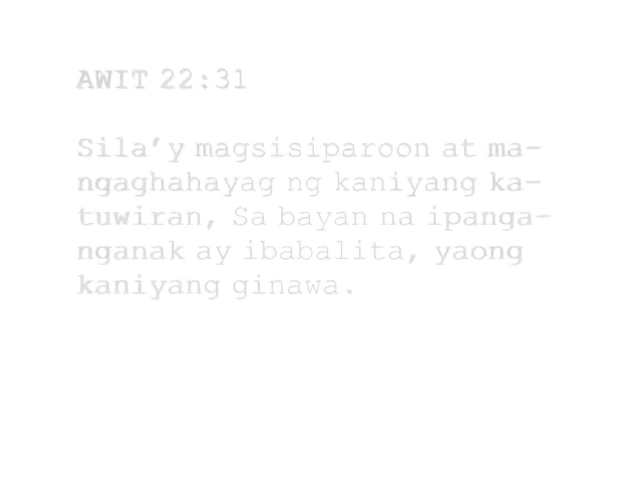 AWIT 22:31
Sila’y magsisiparoon at ma-
ngaghahayag ng kaniyang ka-
tuwiran, Sa bayan na ipanga-
nganak ay ibabalita, yaong
kaniyang ginawa.